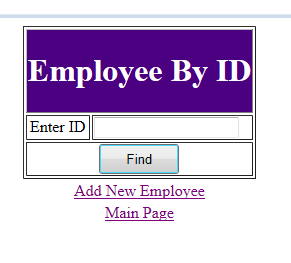 Employee By ID
Enter ID
Find
Add New Employee
Main Page